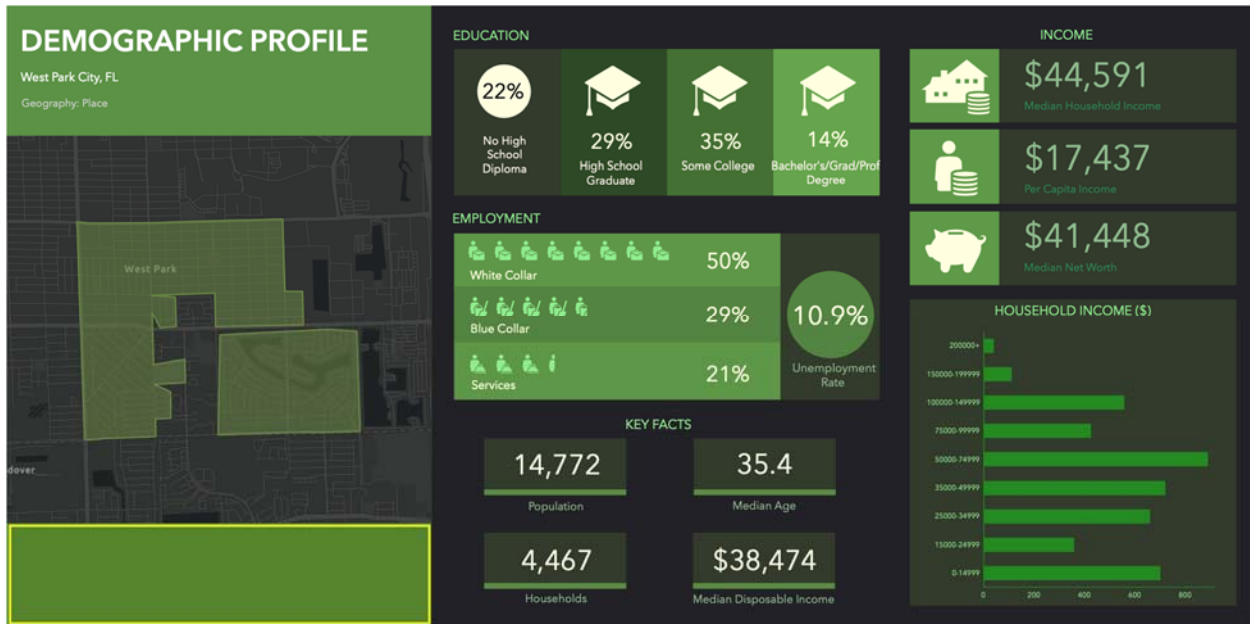 DEMOGRAPHIC PROFILE
West Park City, FL
Geography: Place
West Park
dover
EDUCATION
22%
No High
School
Diploma
29%
High School
Graduate
35%
Some College
14%
Bachelor's/Grad/Prof
Degree
EMPLOYMENT
50%
White Collar
29%
Blue Collar
21%
Services
10.9%
Unemployment
Rate
KEY FACTS
14,772
Population
35.4
Median Age
4,467
Households
$38,474
Median Disposable Income
INCOME
$44,591
Median Household Income
$17,437
Per Capita Income
$41,448
Median Net Worth
HOUSEHOLD INCOME ($)
200000+
150000-199999
100000-149999
75000-99999
50000-74999
35000-49999
25000-34999
15000-24999
0-14999
0 200 400 600 800